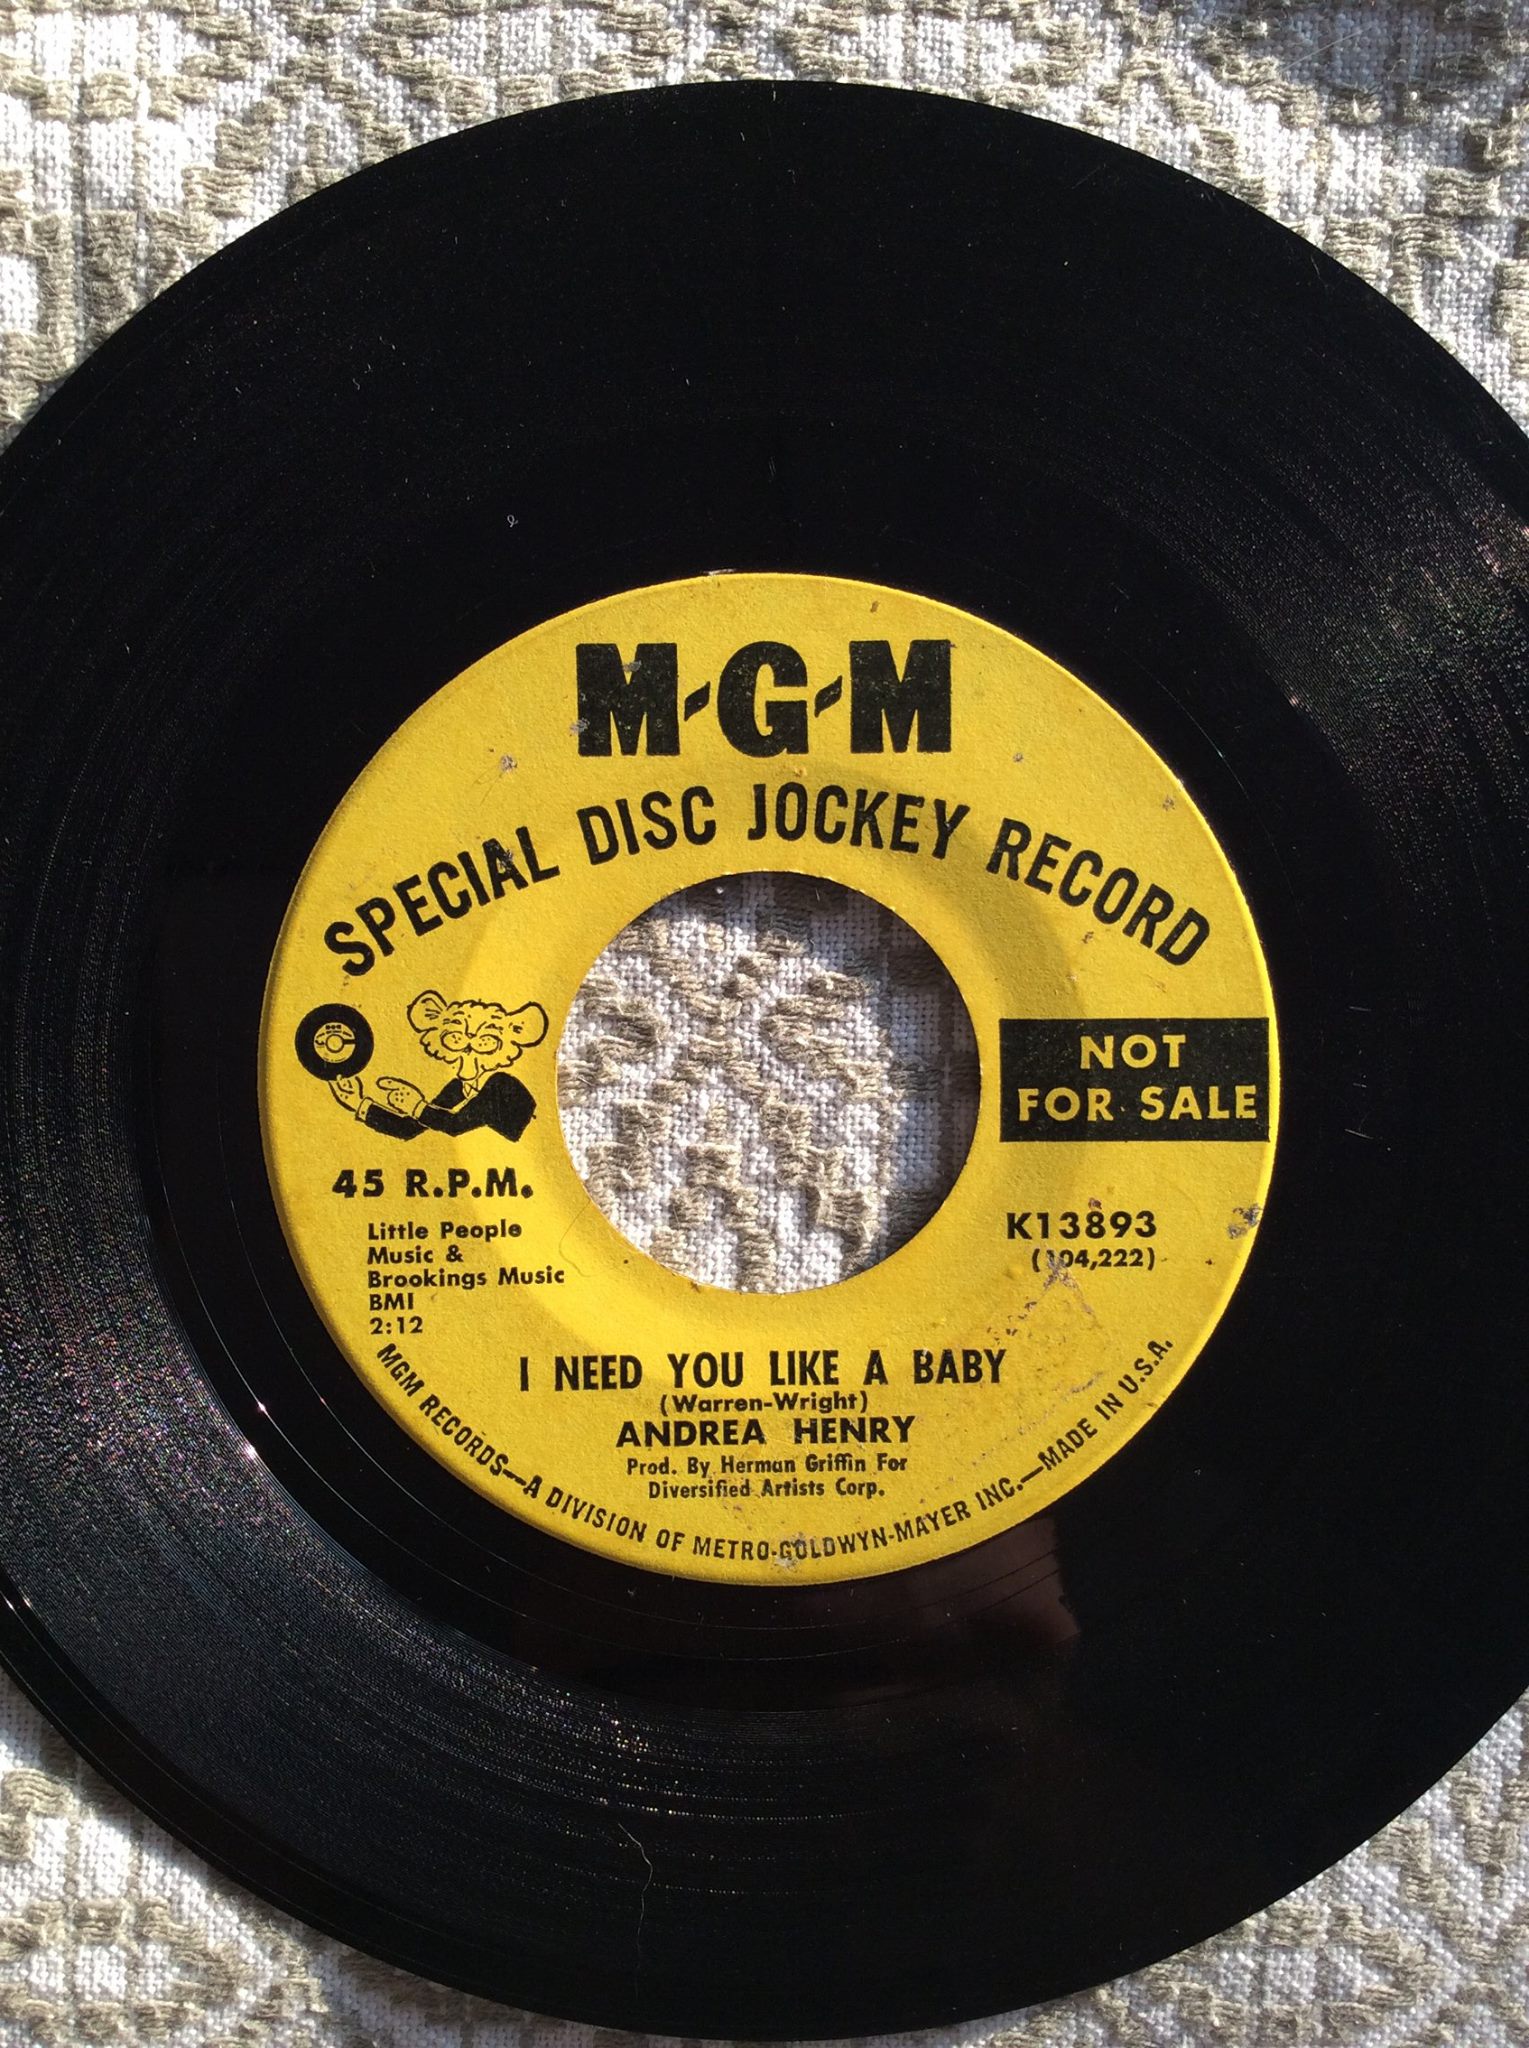 M-G-M
SPECIAL DISC JOCKEY RECORD
NOT
FOR SALE
45 R.P.M.
Little People
Music &
Brookings Music
BMI
2:12
K13893
(104,222)
I NEED YOU LIKE A BABY
(Warren-Wright)
ANDREA HENRY
Prod. By Herman Griffin For
Diversified Artists Corp.
MGM RECORDS—A DIVISION OF METRO-GOLDWYN-MAYER INC.—MADE IN U.S.A.